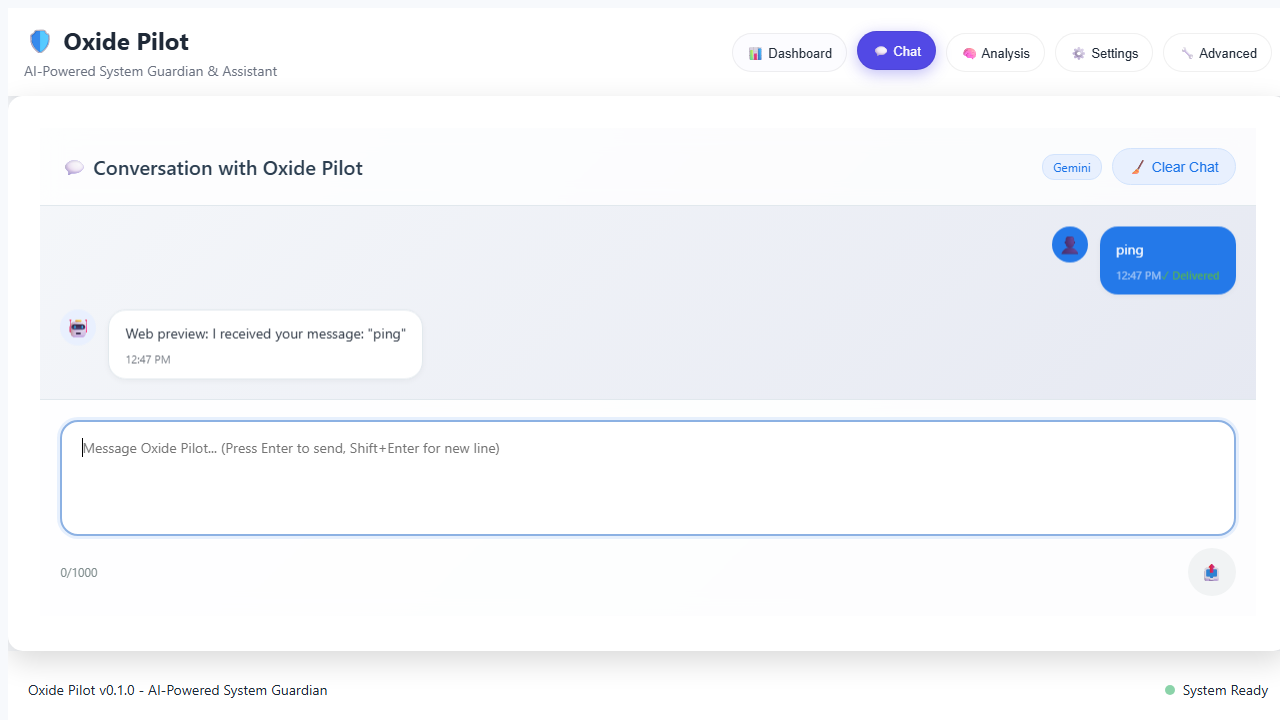 Oxide Pilot
AI-Powered System Guardian & Assistant
Dashboard
Chat
Analysis
Settings
Advanced
Conversation with Oxide Pilot
Gemini
Clear Chat
ping
12:47 PM✓ Delivered
Web preview: I received your message: "ping"
12:47 PM
Message Oxide Pilot... (Press Enter to send, Shift+Enter for new line)
0/1000
Oxide Pilot v0.1.0 - AI-Powered System Guardian
System Ready